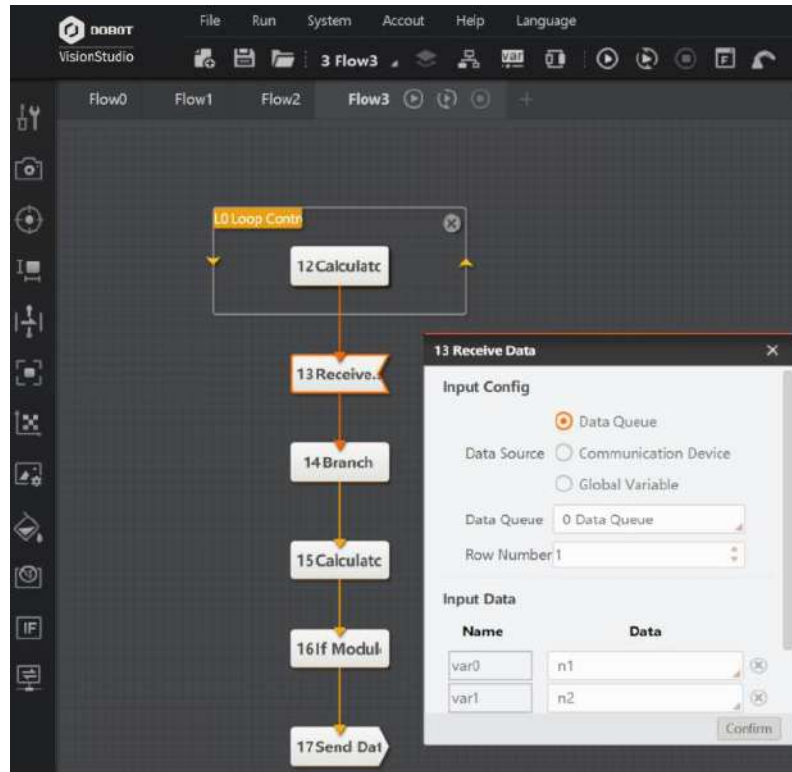 DOBOT
VisionStudio
File Run System Accout Help Language
3 Flow3
var
F
Flow0 Flow1 Flow2 Flow3 +
L0 Loop Contr
12 Calculatc
13 Receive..
14 Branch
15 Calculatc
16 If Module
17 Send Dat
IF
13 Receive Data
Input Config
Data Queue
Data Source Communication Device
Global Variable
Data Queue 0 Data Queue
Row Number 1
Input Data
Name Data
var0 n1
var1 n2
Confirm